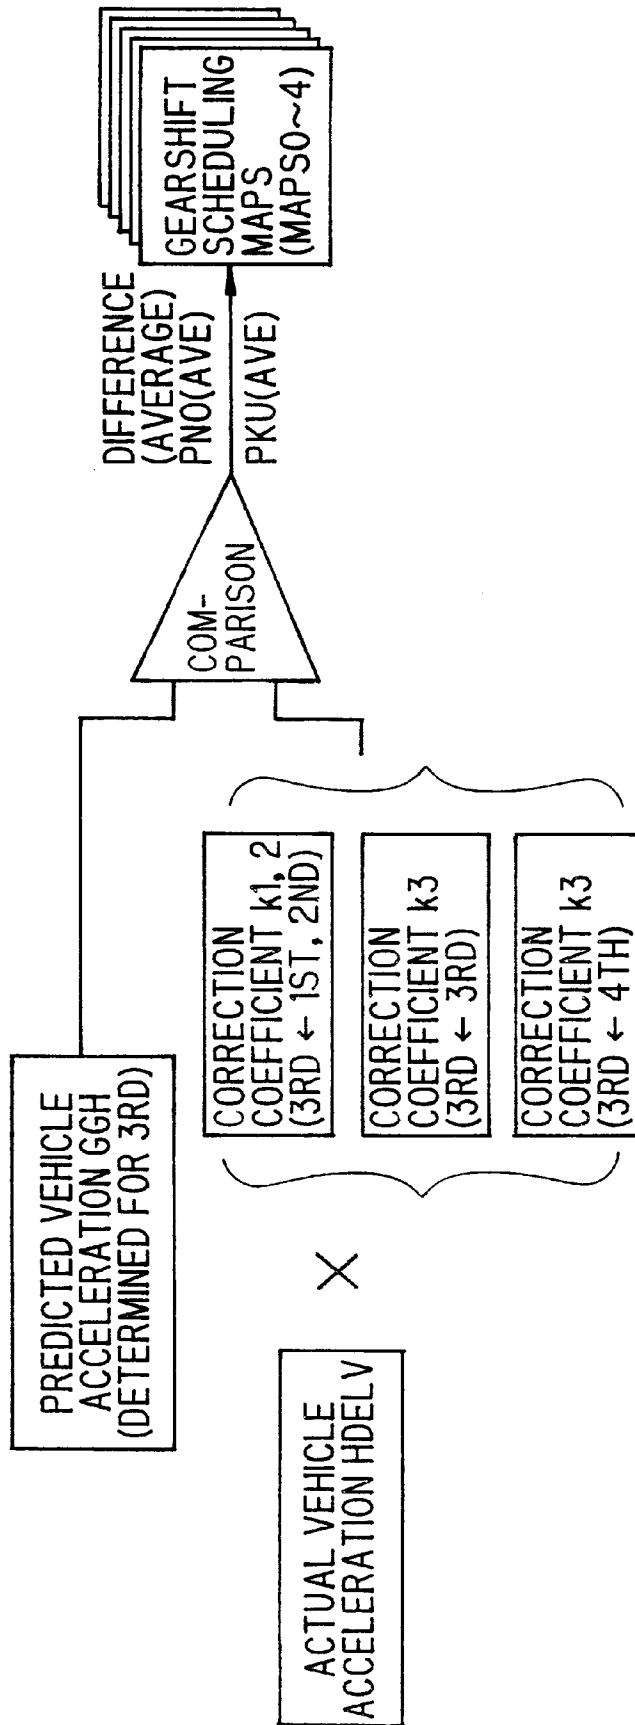 PREDICTED VEHICLE
ACCELERATION GGH
(DETERMINED FOR 3RD)
ACTUAL VEHICLE
ACCELERATION HDELV
×
CORRECTION
COEFFICIENT k1, 2
(3RD ← 1ST, 2ND)
CORRECTION
COEFFICIENT k3
(3RD ← 3RD)
CORRECTION
COEFFICIENT k3
(3RD ← 4TH)
COM-
PARISON
DIFFERENCE
(AVERAGE)
PNO(AVE)
PKU(AVE)
GEARSHIFT
SCHEDULING
MAPS
(MAPS0~4)